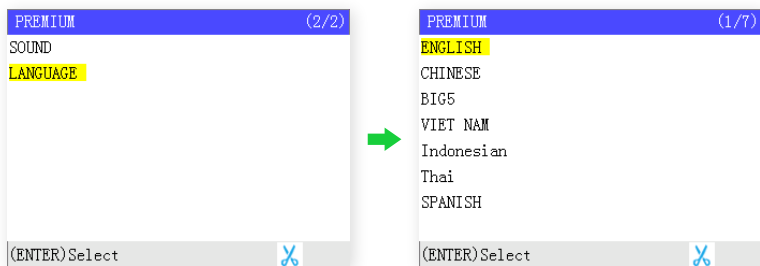 PREMIUM (2/2)
SOUND
LANGUAGE
(ENTER)Select
PREMIUM (1/7)
ENGLISH
CHINESE
BIG5
VIET NAM
Indonesian
Thai
SPANISH
(ENTER)Select